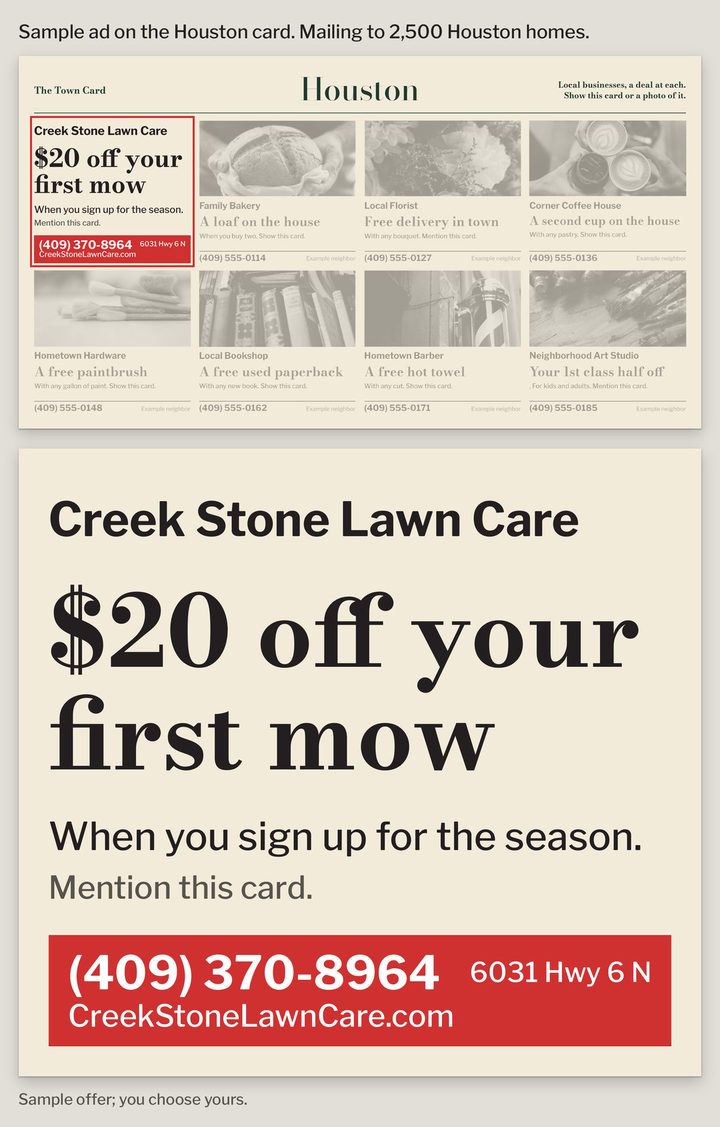 Sample ad on the Houston card. Mailing to 2,500 Houston homes.
The Town Card
Houston
Local businesses, a deal at each.
Show this card or a photo of it.
Creek Stone Lawn Care
$20 off your
first mow
When you sign up for the season.
Mention this card.
(409) 370-8964 6031 Hwy 6 N
CreekStoneLawnCare.com
Family Bakery
A loaf on the house
When you buy two. Show this card.
(409) 555-0114 Example neighbor
Local Florist
Free delivery in town
With any bouquet. Mention this card.
(409) 555-0127 Example neighbor
Corner Coffee House
A second cup on the house
With any pastry. Show this card.
(409) 555-0136 Example neighbor
Hometown Hardware
A free paintbrush
With any gallon of paint. Show this card.
(409) 555-0148 Example neighbor
Local Bookshop
A free used paperback
With any new book. Show this card.
(409) 555-0162 Example neighbor
Hometown Barber
A free hot towel
With any cut. Show this card.
(409) 555-0171 Example neighbor
Neighborhood Art Studio
Your 1st class half off
For kids and adults. Mention this card.
(409) 555-0185 Example neighbor
Creek Stone Lawn Care
$20 off your
first mow
When you sign up for the season.
Mention this card.
(409) 370-8964 6031 Hwy 6 N
CreekStoneLawnCare.com
Sample offer; you choose yours.